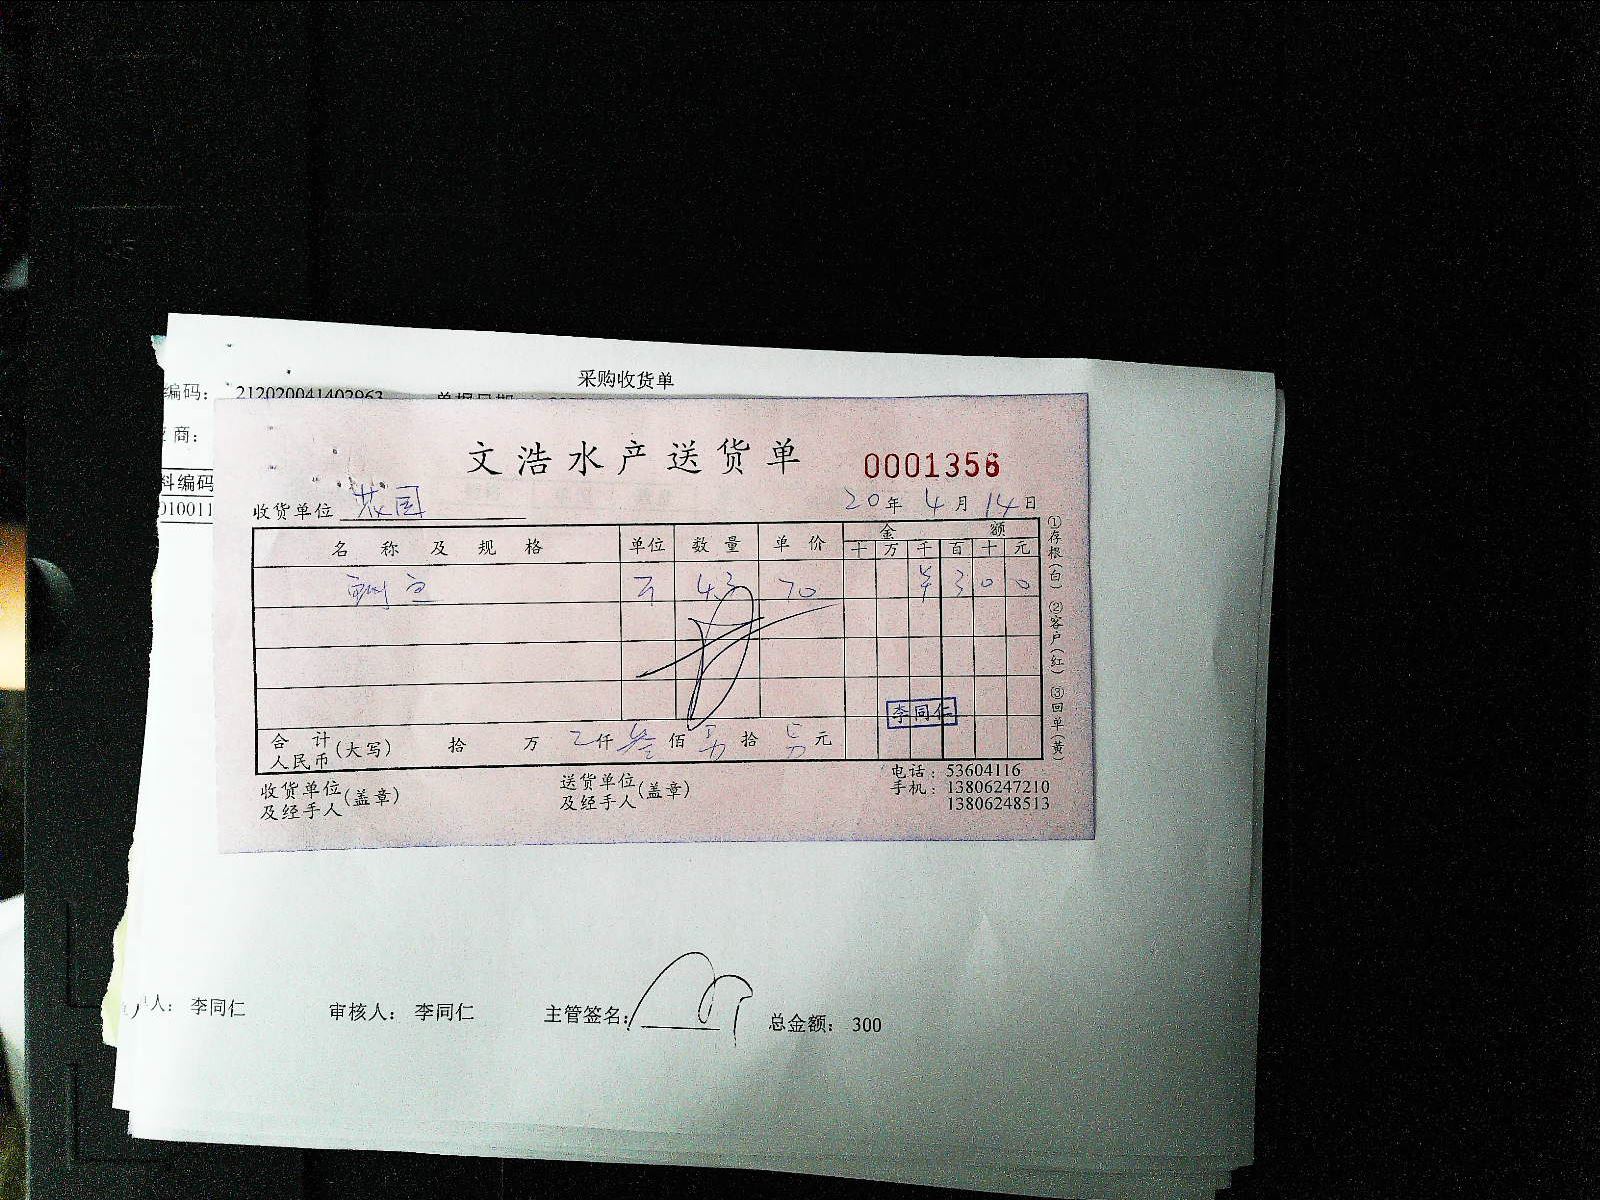 采购收货单
编码： 212020041402963 单据日期
商：
料编码
010011
文浩水产送货单 0001356
收货单位
20年4月14日
名称及规格 单位 数量 单价 金额
十 万 千 百 十 元
43 70 ¥ 3 0 0
李同仁
合计人民币(大写) 拾 万 仟 叁 佰 拾 元
收货单位及经手人(盖章) 送货单位及经手人(盖章)
电话：53604116
手机：13806247210
13806248513
①存根(白) ②客户(红) ③回单(黄)
人： 李同仁 审核人： 李同仁 主管签名： 总金额： 300